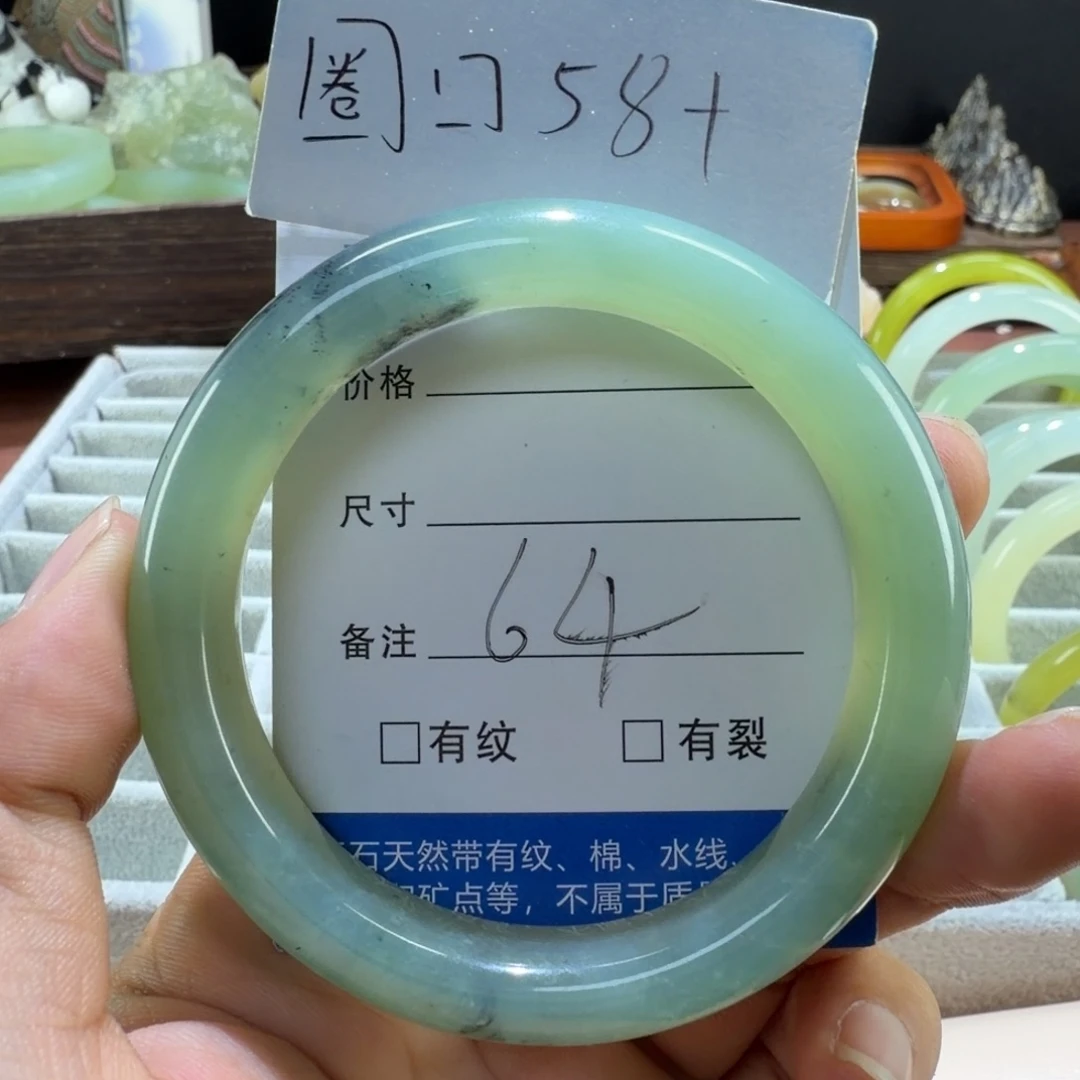 圈口58+
价格
尺寸
64
备注
有纹 有裂
石天然带有纹、棉、水线、
矿点等，不属于质